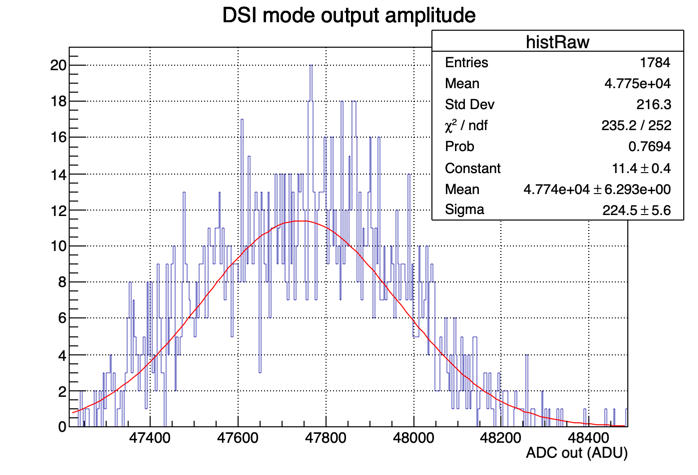 DSI mode output amplitude
histRaw
Entries 1784
Mean 4.775e+04
Std Dev 216.3
χ² / ndf 235.2 / 252
Prob 0.7694
Constant 11.4 ± 0.4
Mean 4.774e+04 ± 6.293e+00
Sigma 224.5 ± 5.6
20
18
16
14
12
10
8
6
4
2
0
47400 47600 47800 48000 48200 48400
ADC out (ADU)